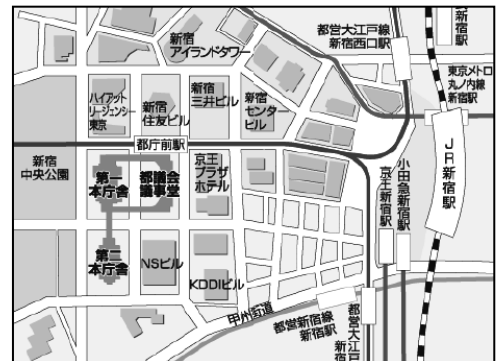 都営大江戸線
新宿西口駅
新宿駅
新宿
アイランドタワー
東京メトロ
丸ノ内線
新宿駅
ハイアット
リージェンシー
東京
新宿
住友ビル
新宿
三井ビル
新宿
センター
ビル
都庁前駅
JR新宿駅
新宿
中央公園
第一
本庁舎
都議会
議事堂
京王
プラザ
ホテル
京王新宿駅
小田急新宿駅
第二
本庁舎
NSビル
KDDIビル
甲州街道
都営新宿線
新宿駅
都営大江戸
新宿